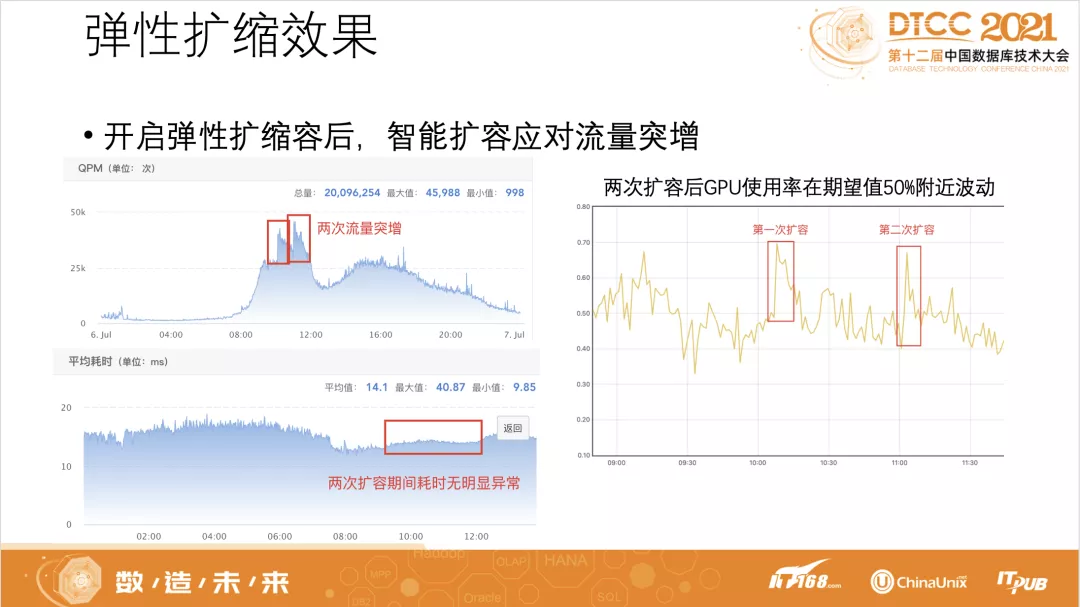 弹性扩缩效果
DTCC 2021
第十二届中国数据库技术大会
DATABASE TECHNOLOGY CONFERENCE CHINA 2021
• 开启弹性扩缩容后，智能扩容应对流量突增
QPM（单位： 次）
总量： 20,096,254 最大值： 45,988 最小值： 998
50k
25k
0
两次流量突增
6. Jul 04:00 08:00 12:00 16:00 20:00 7. Jul
平均耗时（单位：ms）
平均值： 14.1 最大值： 40.87 最小值： 9.85
20
10
0
返回
两次扩容期间耗时无明显异常
02:00 04:00 06:00 08:00 10:00 12:00
两次扩容后GPU使用率在期望值50%附近波动
0.80
0.70
0.60
0.50
0.40
0.30
0.20
0.10
第一次扩容 第二次扩容
09:00 09:30 10:00 10:30 11:00 11:30
数/造/未/来
Hadoop
OLAP
HANA
MPP
DB2
Oracle
SQL
IT168.com
ChinaUnix
ITPUB